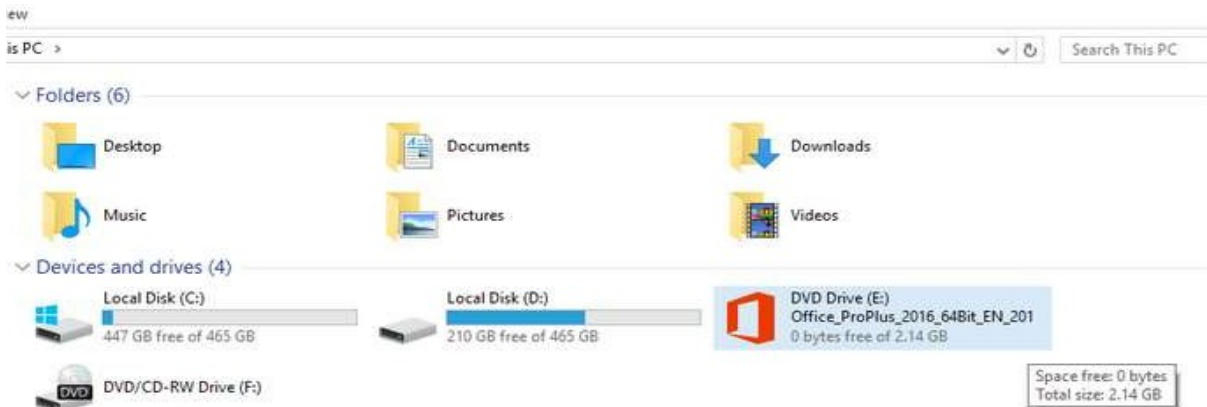 ew
is PC >
Search This PC
Folders (6)
Desktop
Documents
Downloads
Music
Pictures
Videos
Devices and drives (4)
Local Disk (C:)
447 GB free of 465 GB
Local Disk (D:)
210 GB free of 465 GB
DVD Drive (E:)
Office_ProPlus_2016_64Bit_EN_201
0 bytes free of 2.14 GB
DVD
DVD/CD-RW Drive (F:)
Space free: 0 bytes
Total size: 2.14 GB